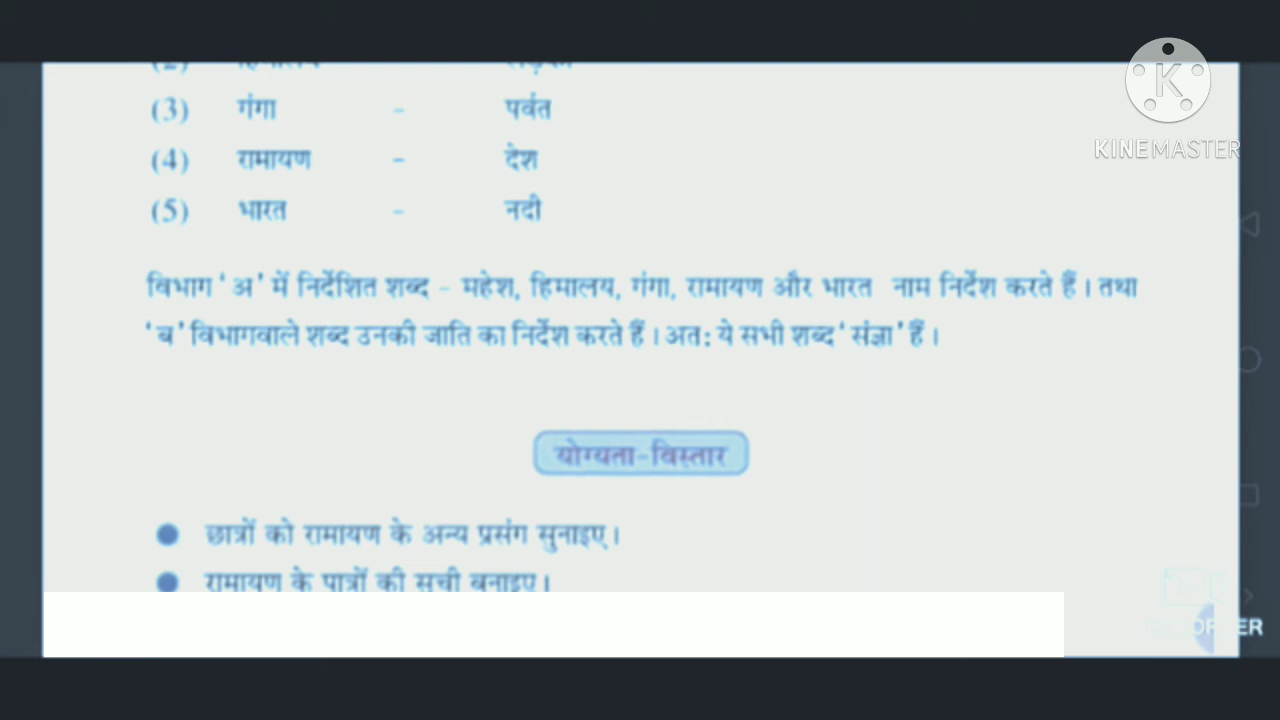 (3) गंगा - पर्वत
(4) रामायण - देश
(5) भारत - नदी
विभाग ‘अ’ में निर्देशित शब्द - महेश, हिमालय, गंगा, रामायण और भारत नाम निर्देश करते हैं। तथा
‘ब’ विभागवाले शब्द उनकी जाति का निर्देश करते हैं। अतः ये सभी शब्द ‘संज्ञा’ हैं।
योग्यता-विस्तार
● छात्रों को रामायण के अन्य प्रसंग सुनाइए।
● रामायण के पात्रों की सूची बनाइए।
K
KINEMASTER